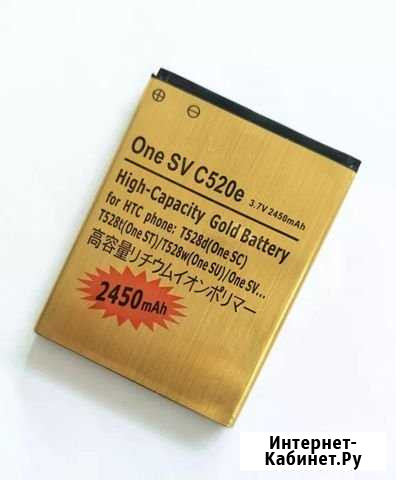 ⊕ ⊖
One SV C520e
3.7V 2450mAh
High-Capacity Gold Battery
for HTC phone: T528d(One SC)
T528t(One ST)/T528w(One SU)/One SV...
高容量リチウムイオンポリマー
2450mAh
Интернет-
Кабинет.Ру